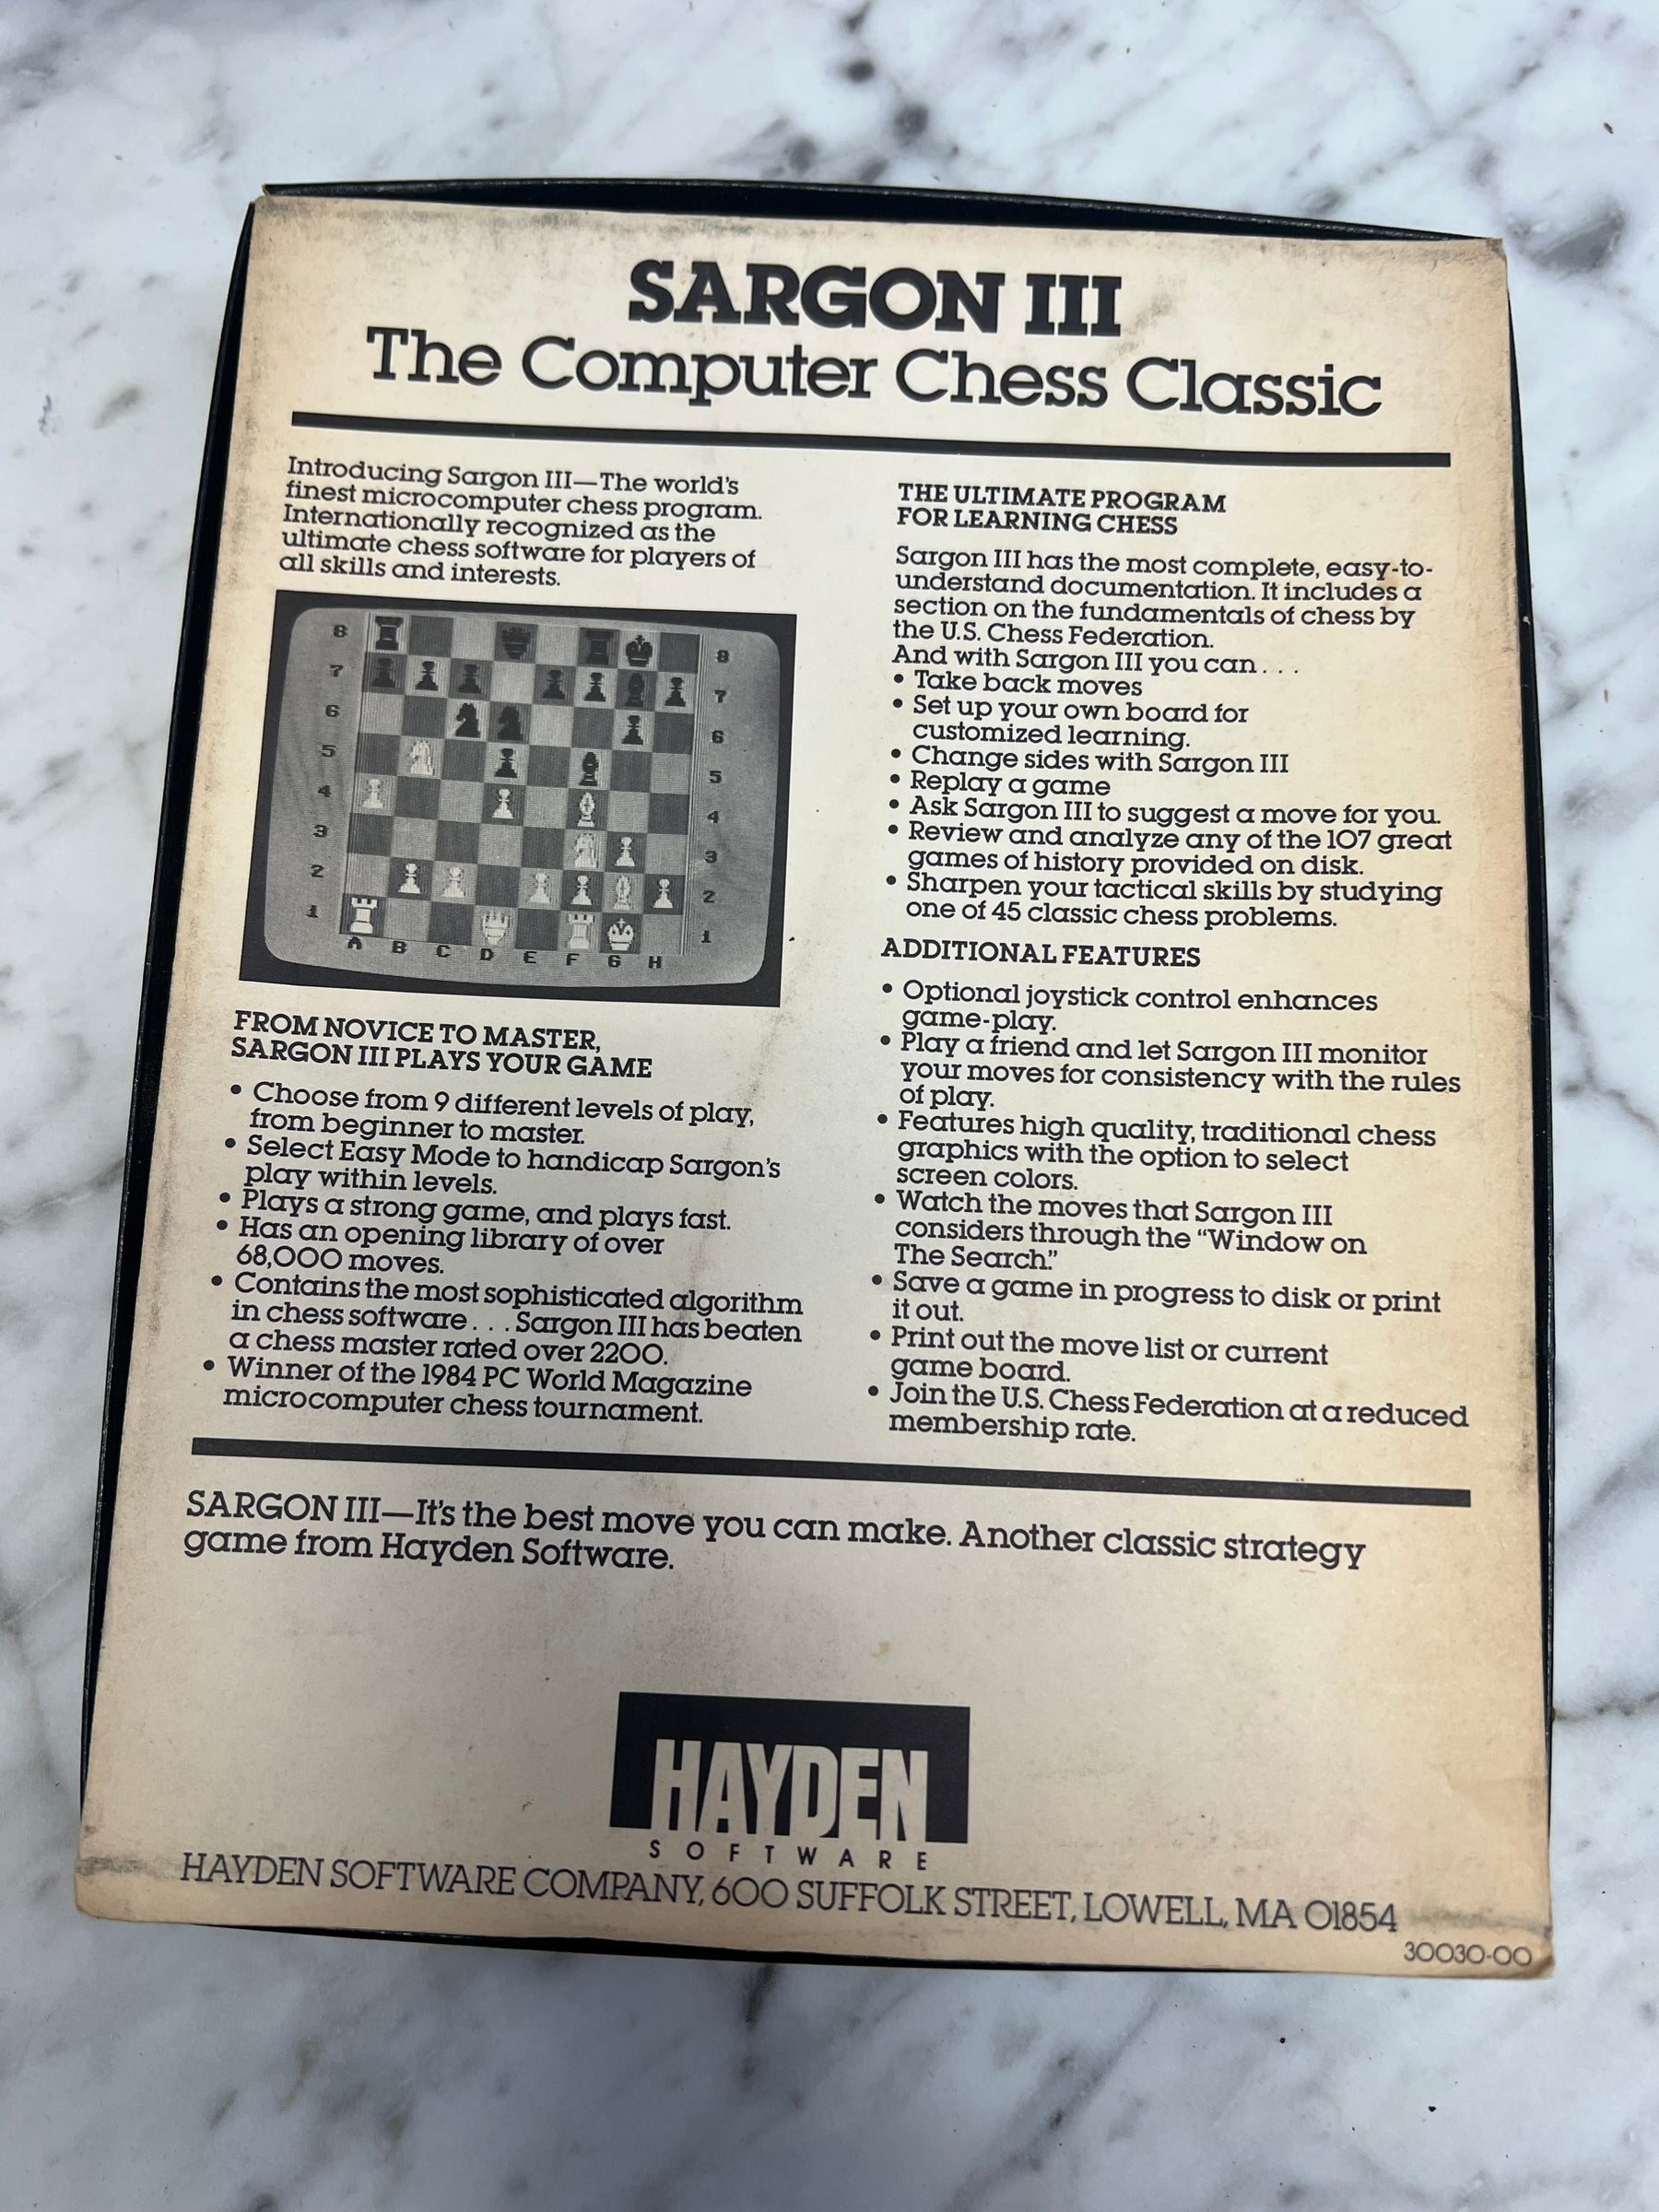 SARGON III
The Computer Chess Classic
Introducing Sargon III—The world's
finest microcomputer chess program.
Internationally recognized as the
ultimate chess software for players of
all skills and interests.
8 8
7 7
6 6
5 5
4 4
3 3
2 2
1 1
A B C D E F G H
FROM NOVICE TO MASTER,
SARGON III PLAYS YOUR GAME
• Choose from 9 different levels of play,
from beginner to master.
• Select Easy Mode to handicap Sargon's
play within levels.
• Plays a strong game, and plays fast.
• Has an opening library of over
68,000 moves.
• Contains the most sophisticated algorithm
in chess software . . . Sargon III has beaten
a chess master rated over 2200.
• Winner of the 1984 PC World Magazine
microcomputer chess tournament.
THE ULTIMATE PROGRAM
FOR LEARNING CHESS
Sargon III has the most complete, easy-to-
understand documentation. It includes a
section on the fundamentals of chess by
the U.S. Chess Federation.
And with Sargon III you can . . .
• Take back moves
• Set up your own board for
customized learning.
• Change sides with Sargon III
• Replay a game
• Ask Sargon III to suggest a move for you.
• Review and analyze any of the 107 great
games of history provided on disk.
• Sharpen your tactical skills by studying
one of 45 classic chess problems.
ADDITIONAL FEATURES
• Optional joystick control enhances
game-play.
• Play a friend and let Sargon III monitor
your moves for consistency with the rules
of play.
• Features high quality, traditional chess
graphics with the option to select
screen colors.
• Watch the moves that Sargon III
considers through the "Window on
The Search."
• Save a game in progress to disk or print
it out.
• Print out the move list or current
game board.
• Join the U.S. Chess Federation at a reduced
membership rate.
SARGON III—It's the best move you can make. Another classic strategy
game from Hayden Software.
HAYDEN
SOFTWARE
HAYDEN SOFTWARE COMPANY, 600 SUFFOLK STREET, LOWELL, MA 01854
30030-00